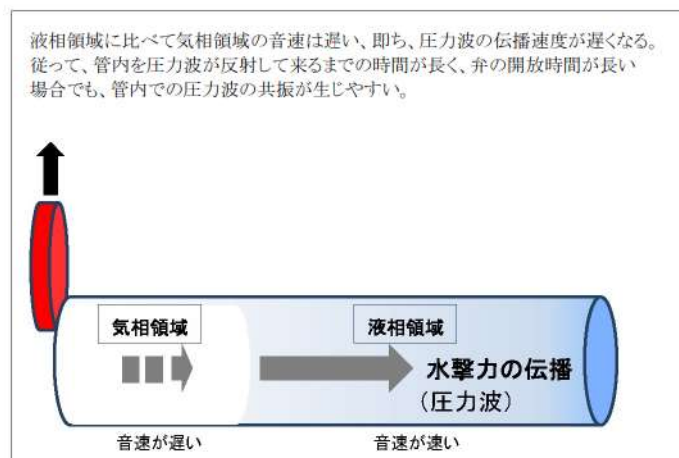 液相領域に比べて気相領域の音速は遅い、即ち、圧力波の伝播速度が遅くなる。
従って、管内を圧力波が反射して来るまでの時間が長く、弁の開放時間が長い
場合でも、管内での圧力波の共振が生じやすい。
気相領域
液相領域
水撃力の伝播
（圧力波）
音速が遅い
音速が速い